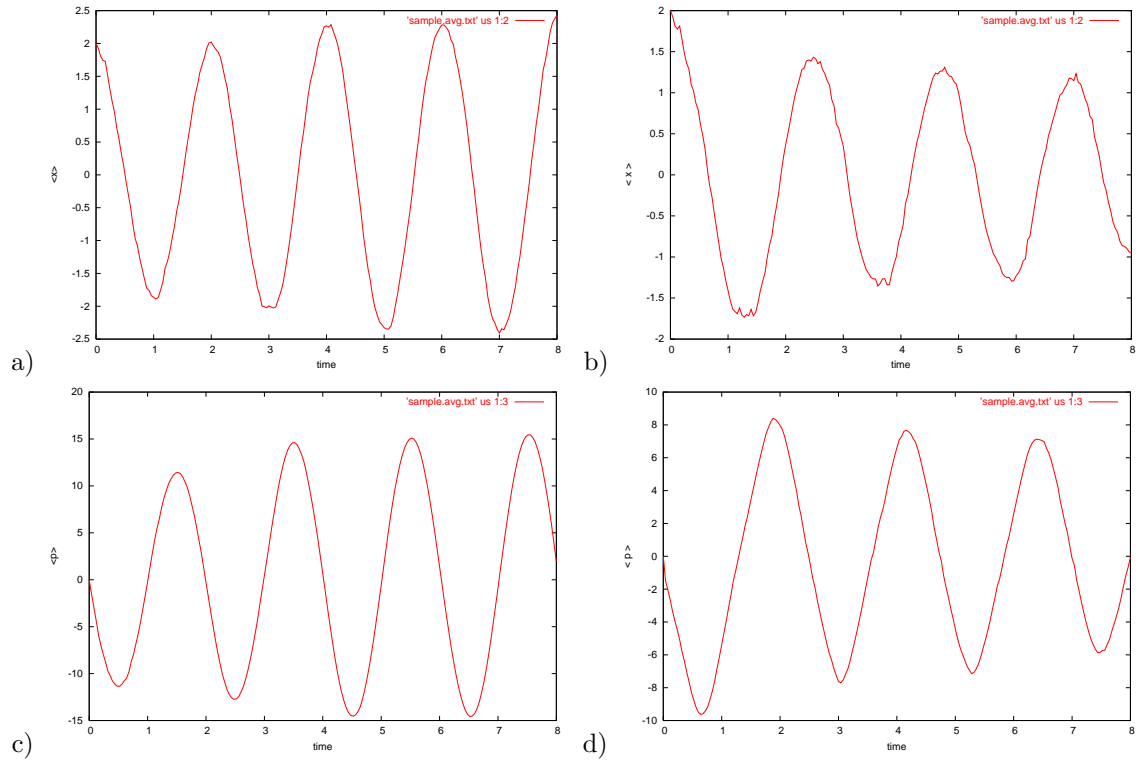 'sample.avg.txt' us 1:2
2.5
2
1.5
1
0.5
0
-0.5
-1
-1.5
-2
-2.5
<x>
0 1 2 3 4 5 6 7 8
time
a)
'sample.avg.txt' us 1:2
2
1.5
1
0.5
0
-0.5
-1
-1.5
-2
< x >
0 1 2 3 4 5 6 7 8
time
b)
'sample.avg.txt' us 1:3
20
15
10
5
0
-5
-10
-15
<p>
0 1 2 3 4 5 6 7 8
time
c)
'sample.avg.txt' us 1:3
10
8
6
4
2
0
-2
-4
-6
-8
-10
< p >
0 1 2 3 4 5 6 7 8
time
d)